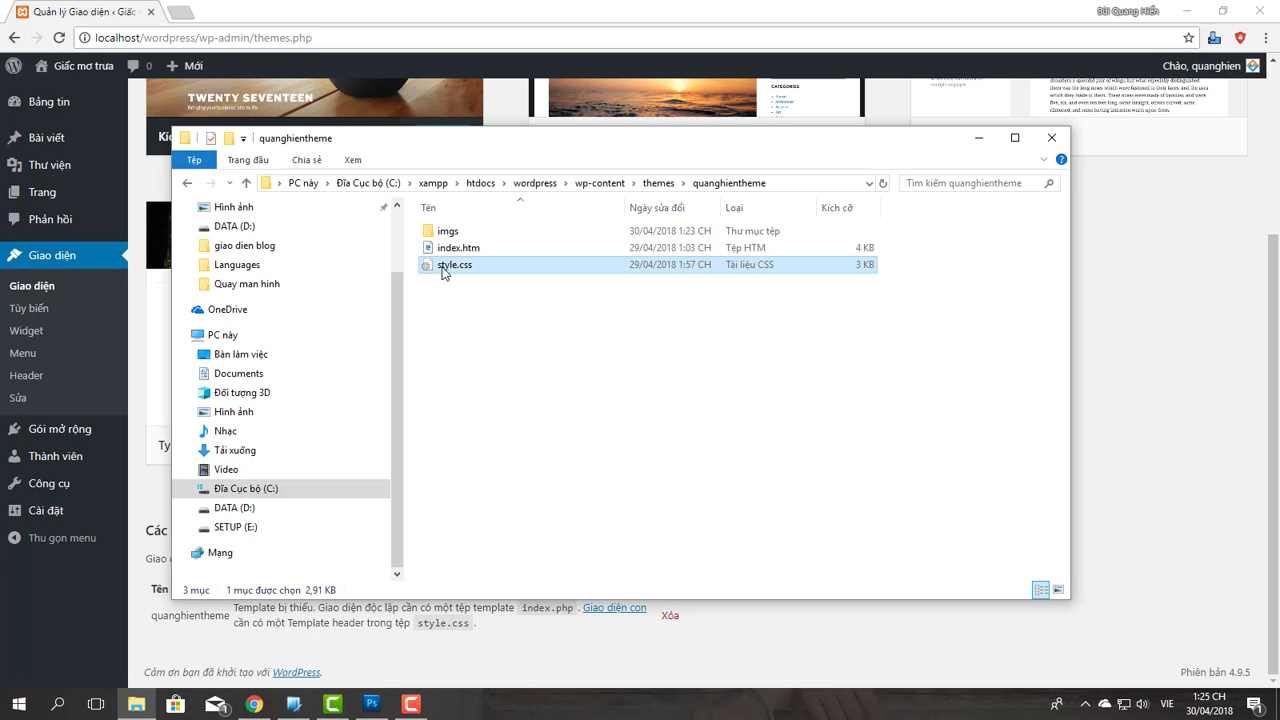 Quản lý Giao diện ‹ Giấc
Bùi Quang Hiển
localhost/wordpress/wp-admin/themes.php
Giấc mơ trưa
0
Mới
Chào, quanghien
Bảng tin
Bài viết
Thư viện
Trang
Phản hồi
Giao diện
Giao diện
Tùy biến
Widget
Menu
Header
Sửa
Gói mở rộng
Thành viên
Công cụ
Cài đặt
Thu gọn menu
TWENTY SEVENTEEN
CATEGORIES
quanghientheme
Tệp
Trang đầu
Chia sẻ
Xem
PC này
Đĩa Cục bộ (C:)
xampp
htdocs
wordpress
wp-content
themes
quanghientheme
Tìm kiếm quanghientheme
Hình ảnh
DATA (D:)
giao dien blog
Languages
Quay man hinh
OneDrive
PC này
Bàn làm việc
Documents
Đối tượng 3D
Hình ảnh
Nhạc
Tải xuống
Video
Đĩa Cục bộ (C:)
DATA (D:)
SETUP (E:)
Mạng
Tên
Ngày sửa đổi
Loại
Kích cỡ
imgs
30/04/2018 1:23 CH
Thư mục tệp
index.htm
29/04/2018 1:03 CH
Tệp HTM
4 KB
style.css
29/04/2018 1:57 CH
Tài liệu CSS
3 KB
3 mục
1 mục được chọn 2,91 KB
Ty
Các
Giao d
Tên
quanghientheme
Template bị thiếu. Giao diện độc lập cần có một tệp template index.php . Giao diện con
cần có một Template header trong tệp style.css .
Xóa
Cảm ơn bạn đã khởi tạo với WordPress.
Phiên bản 4.9.5
VIE
1:25 CH
30/04/2018